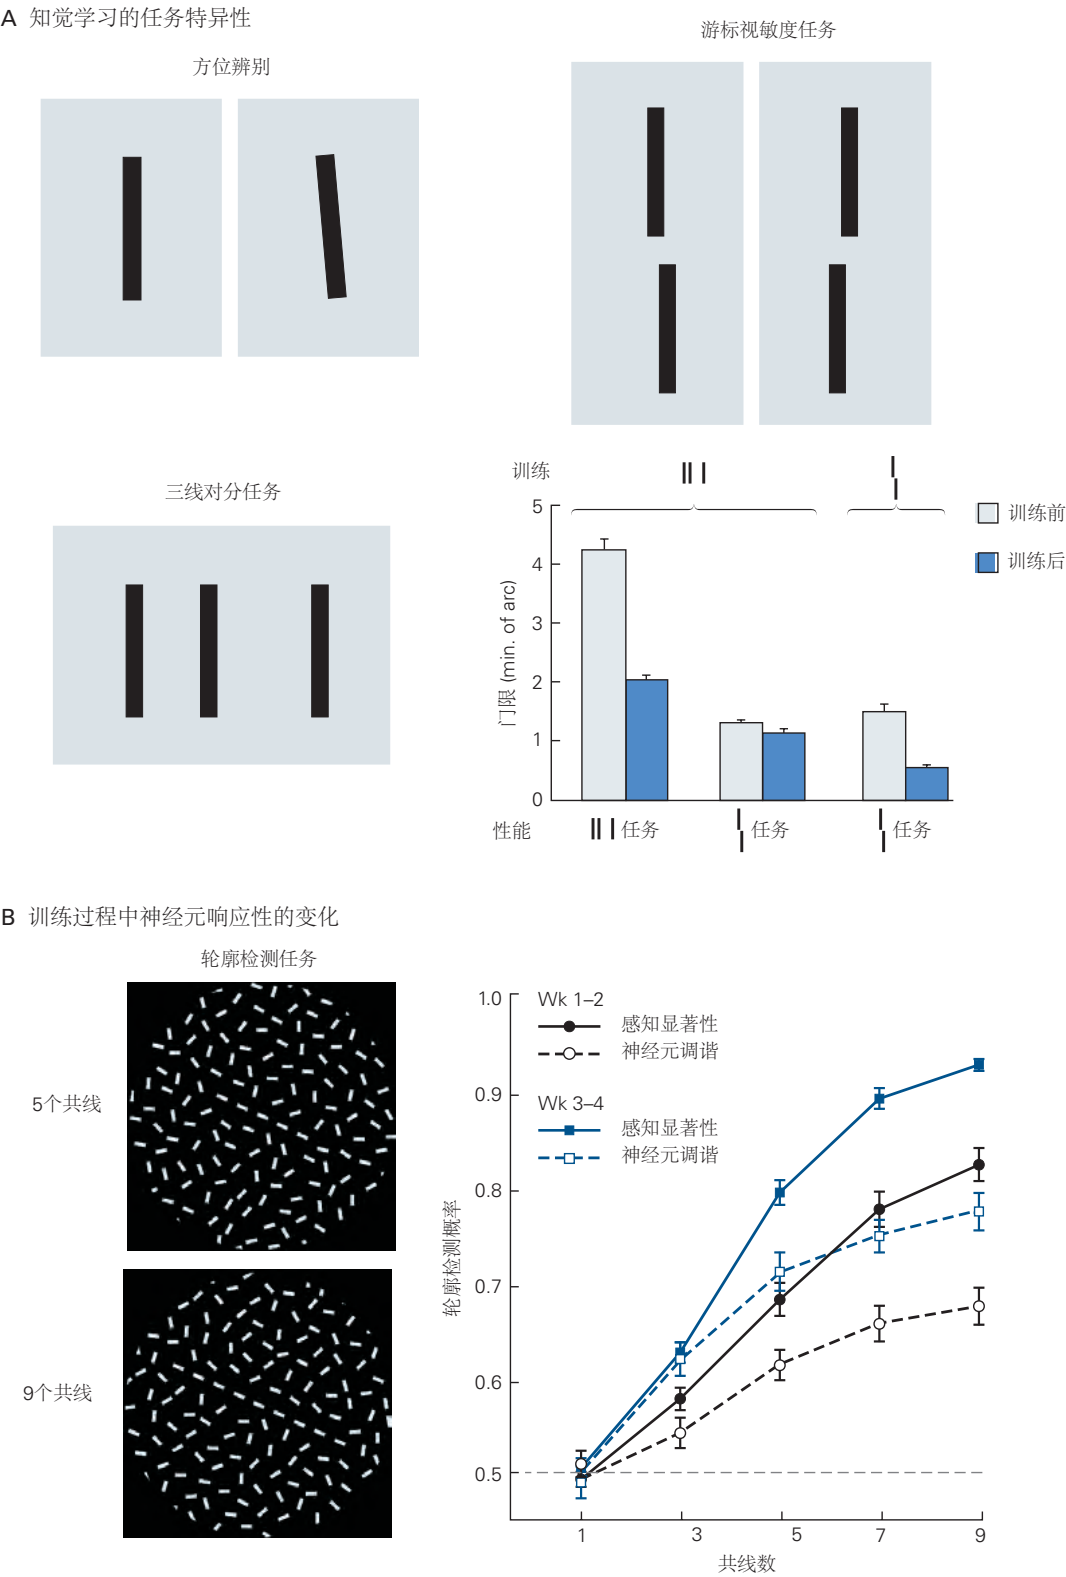 A 知觉学习的任务特异性
方位辨别
游标视敏度任务
三线对分任务
训练
训练前
训练后
门限 (min. of arc)
5
4
3
2
1
0
性能
任务
任务
任务
B 训练过程中神经元响应性的变化
轮廓检测任务
5个共线
9个共线
Wk 1–2
感知显著性
神经元调谐
Wk 3–4
感知显著性
神经元调谐
轮廓检测概率
1.0
0.9
0.8
0.7
0.6
0.5
1 3 5 7 9
共线数